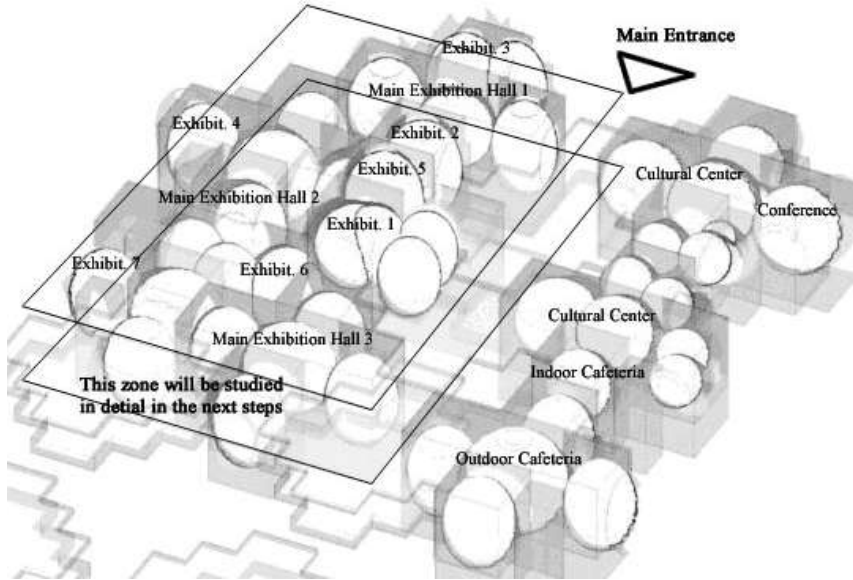 Main Entrance
Exhibit. 3
Main Exhibition Hall 1
Exhibit. 4
Exhibit. 2
Exhibit. 5
Cultural Center
Main Exhibition Hall 2
Conference
Exhibit. 1
Exhibit. 7
Exhibit. 6
Cultural Center
Main Exhibition Hall 3
Indoor Cafeteria
This zone will be studied
in detial in the next steps
Outdoor Cafeteria